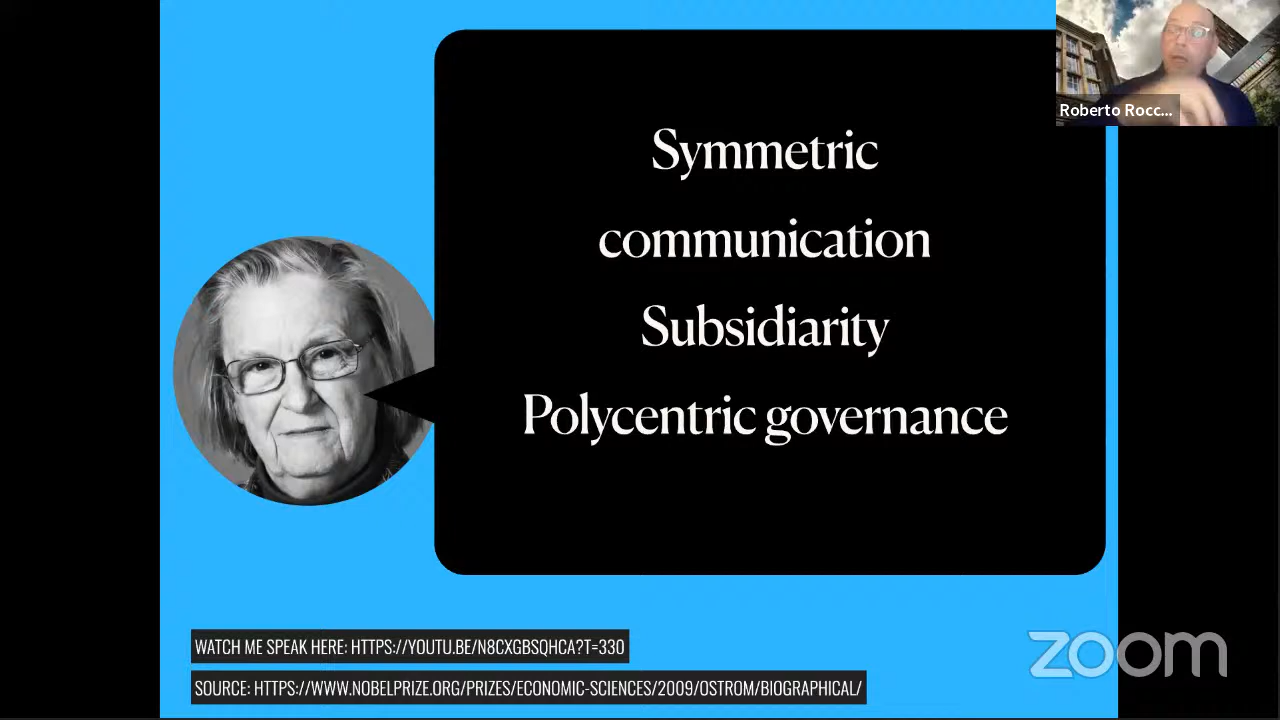 Roberto Rocc...
Symmetric
communication
Subsidiarity
Polycentric governance
WATCH ME SPEAK HERE: HTTPS://YOUTU.BE/N8CXGBSQHCA?T=330
SOURCE: HTTPS://WWW.NOBELPRIZE.ORG/PRIZES/ECONOMIC-SCIENCES/2009/OSTROM/BIOGRAPHICAL/
zoom